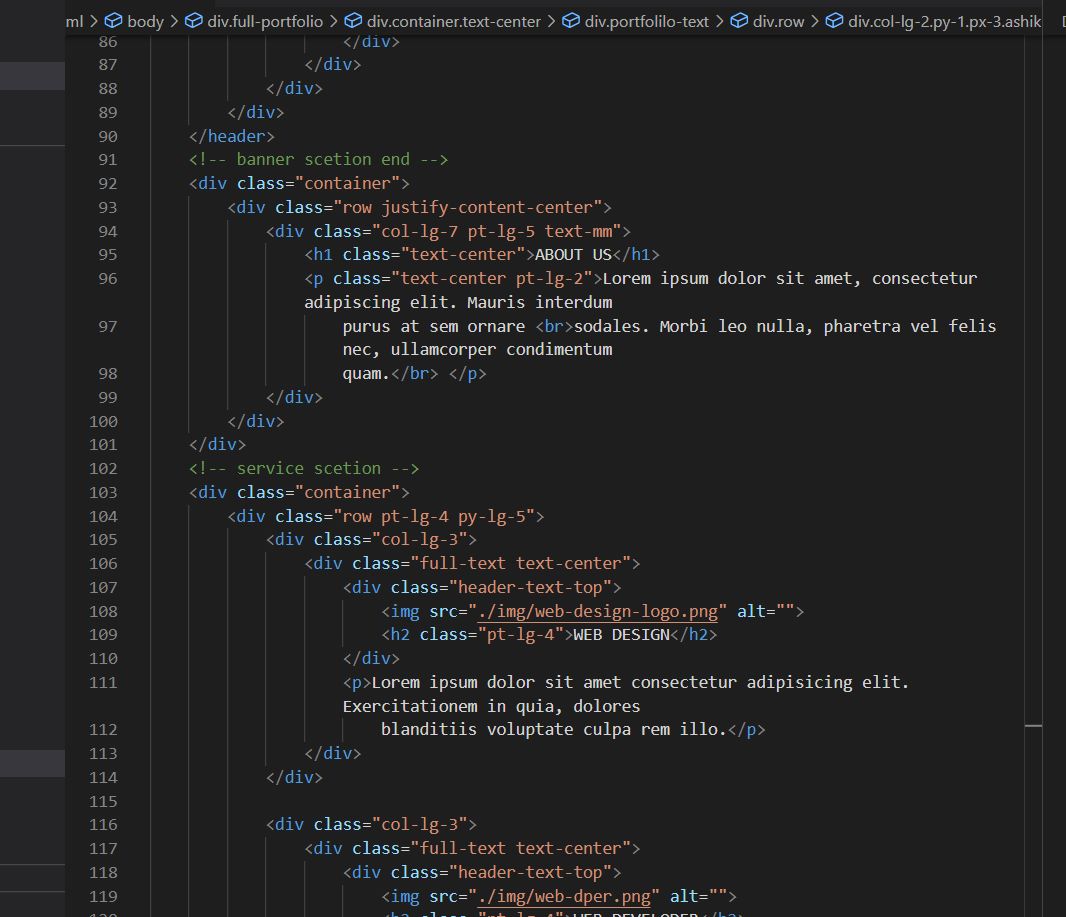 ml > body > div.full-portfolio > div.container.text-center > div.portfolilo-text > div.row > div.col-lg-2.py-1.px-3.ashik
86 </div>
87 </div>
88 </div>
89 </div>
90 </header>
91 <!-- banner scetion end -->
92 <div class="container">
93 <div class="row justify-content-center">
94 <div class="col-lg-7 pt-lg-5 text-mm">
95 <h1 class="text-center">ABOUT US</h1>
96 <p class="text-center pt-lg-2">Lorem ipsum dolor sit amet, consectetur
adipiscing elit. Mauris interdum
97 purus at sem ornare <br>sodales. Morbi leo nulla, pharetra vel felis
nec, ullamcorper condimentum
98 quam.</br> </p>
99 </div>
100 </div>
101 </div>
102 <!-- service scetion -->
103 <div class="container">
104 <div class="row pt-lg-4 py-lg-5">
105 <div class="col-lg-3">
106 <div class="full-text text-center">
107 <div class="header-text-top">
108 <img src="./img/web-design-logo.png" alt="">
109 <h2 class="pt-lg-4">WEB DESIGN</h2>
110 </div>
111 <p>Lorem ipsum dolor sit amet consectetur adipisicing elit.
Exercitationem in quia, dolores
112 blanditiis voluptate culpa rem illo.</p>
113 </div>
114 </div>
115
116 <div class="col-lg-3">
117 <div class="full-text text-center">
118 <div class="header-text-top">
119 <img src="./img/web-dper.png" alt="">
120 <h2 class="pt-lg-4">WEB DEVELOPER</h2>